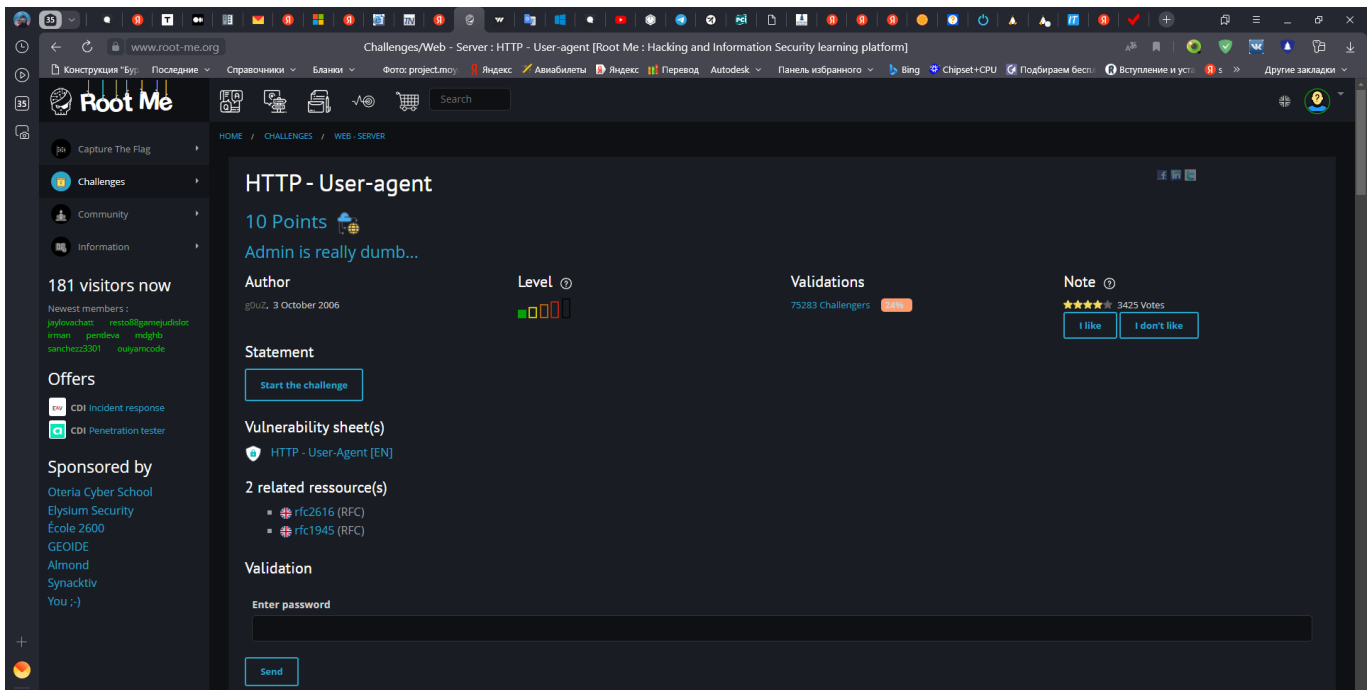 35
www.root-me.org
Challenges/Web - Server : HTTP - User-agent [Root Me : Hacking and Information Security learning platform]
Конструкция "Бур Последние Справочники Бланки Фото: project.moy Яндекс Авиабилеты Яндекс Перевод Autodesk Панель избранного Bing Chipset+CPU Подбираем беспл Вступление и уста s » Другие закладки
35
Root Me
Search
HOME / CHALLENGES / WEB - SERVER
Capture The Flag
Challenges
Community
Information
181 visitors now
Newest members :
jaylovachatt resto88gamejudislot
irman pentleva mdghb
sanchezz3301 ouiyamcode
Offers
CDI Incident response
CDI Penetration tester
Sponsored by
Oteria Cyber School
Elysium Security
École 2600
GEOIDE
Almond
Synacktiv
You ;-)
HTTP - User-agent
10 Points
Admin is really dumb...
Author
g0uZ, 3 October 2006
Level
Validations
75283 Challengers 24%
Note
3425 Votes
I like I don't like
Statement
Start the challenge
Vulnerability sheet(s)
HTTP - User-Agent [EN]
2 related ressource(s)
rfc2616 (RFC)
rfc1945 (RFC)
Validation
Enter password
Send